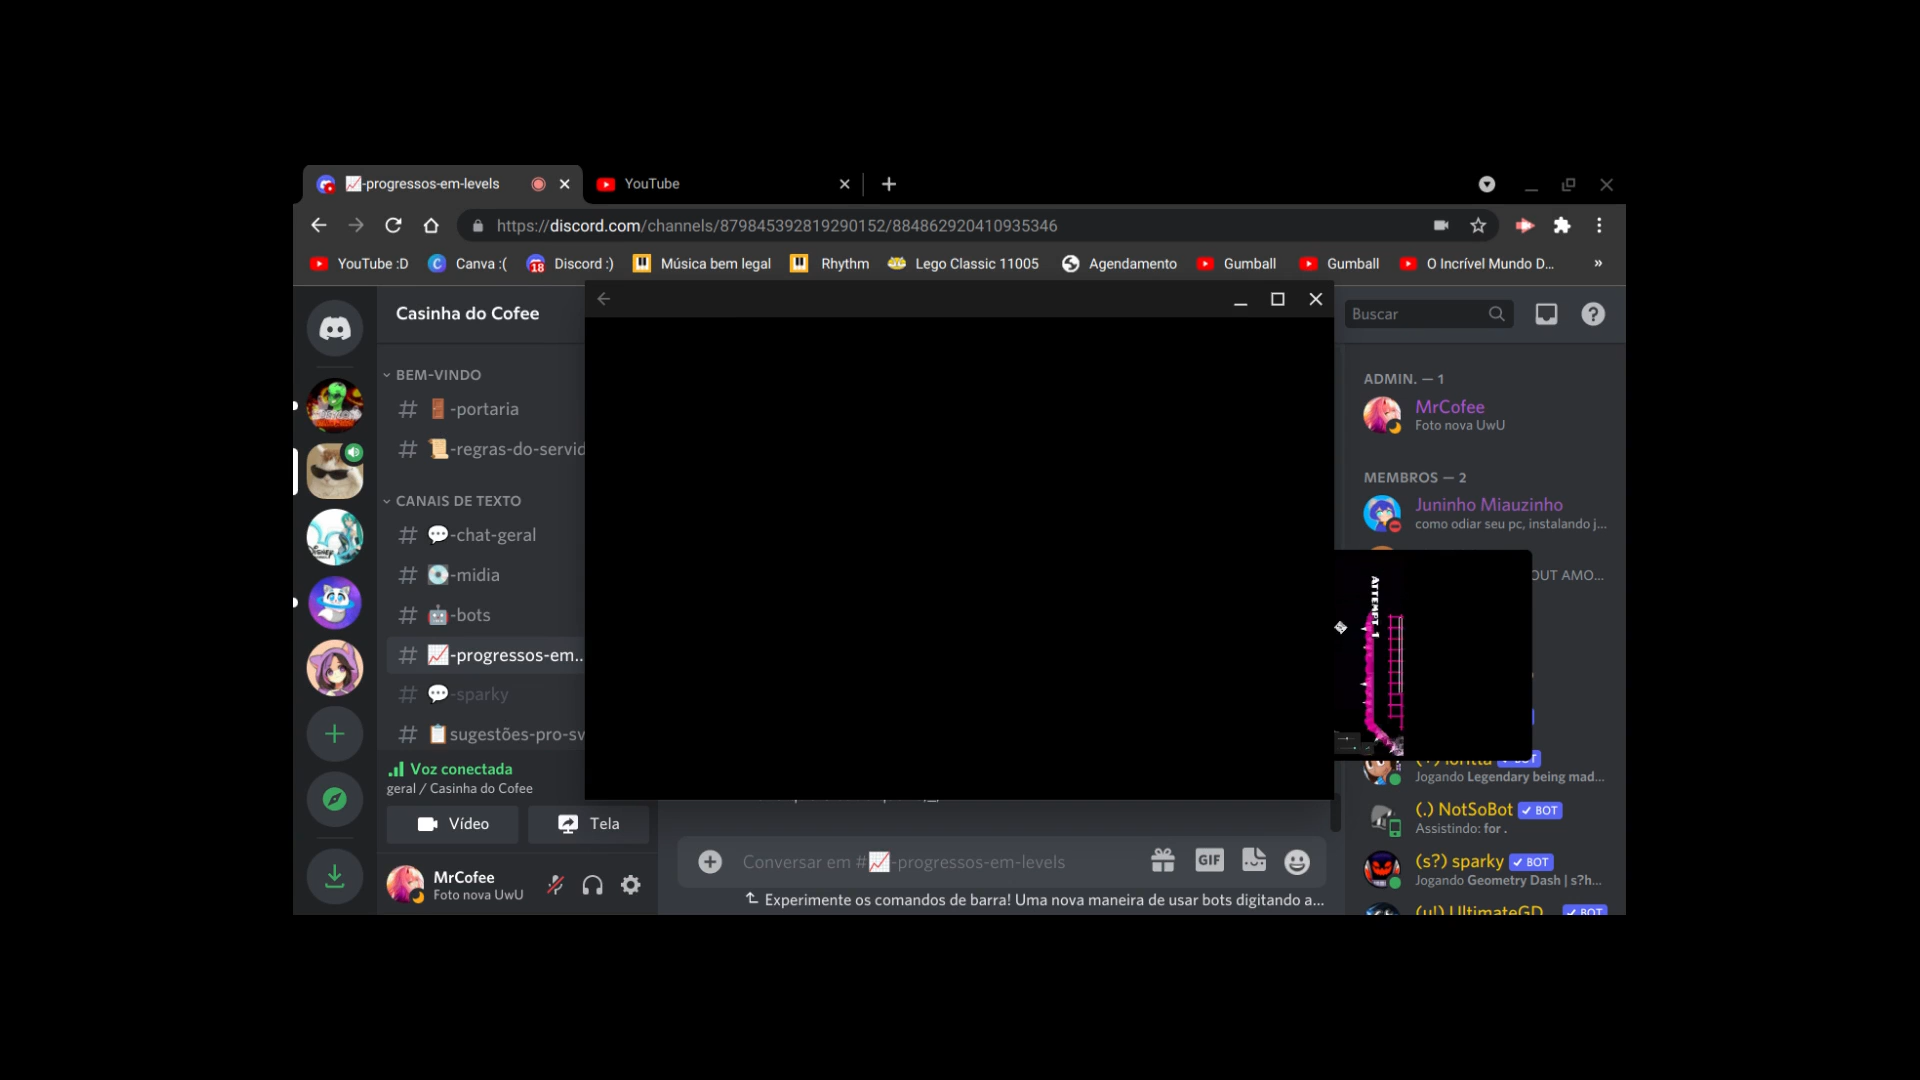 📈-progressos-em-levels
YouTube
https://discord.com/channels/879845392819290152/884862920410935346
YouTube :D
Canva :(
Discord :)
Música bem legal
Rhythm
Lego Classic 11005
Agendamento
Gumball
Gumball
O Incrível Mundo D...
»
Casinha do Cofee
Buscar
BEM-VINDO
# 🚪-portaria
# 📜-regras-do-servid
CANAIS DE TEXTO
# 💬-chat-geral
# 💽-midia
# 🤖-bots
# 📈-progressos-em...
# 💬-sparky
# 📋sugestões-pro-sv
Voz conectada
geral / Casinha do Cofee
Vídeo
Tela
MrCofee
Foto nova UwU
Conversar em #📈-progressos-em-levels
GIF
Experimente os comandos de barra! Uma nova maneira de usar bots digitando a...
ADMIN. — 1
MrCofee
Foto nova UwU
MEMBROS — 2
Juninho Miauzinho
como odiar seu pc, instalando j...
OUT AMO...
ATTEMPT 1
BOT
Jogando Legendary being mad...
(.) NotSoBot ✓ BOT
Assistindo: for .
(s?) sparky ✓ BOT
Jogando Geometry Dash | s?h...
(u!) UltimateGD ✓ BOT